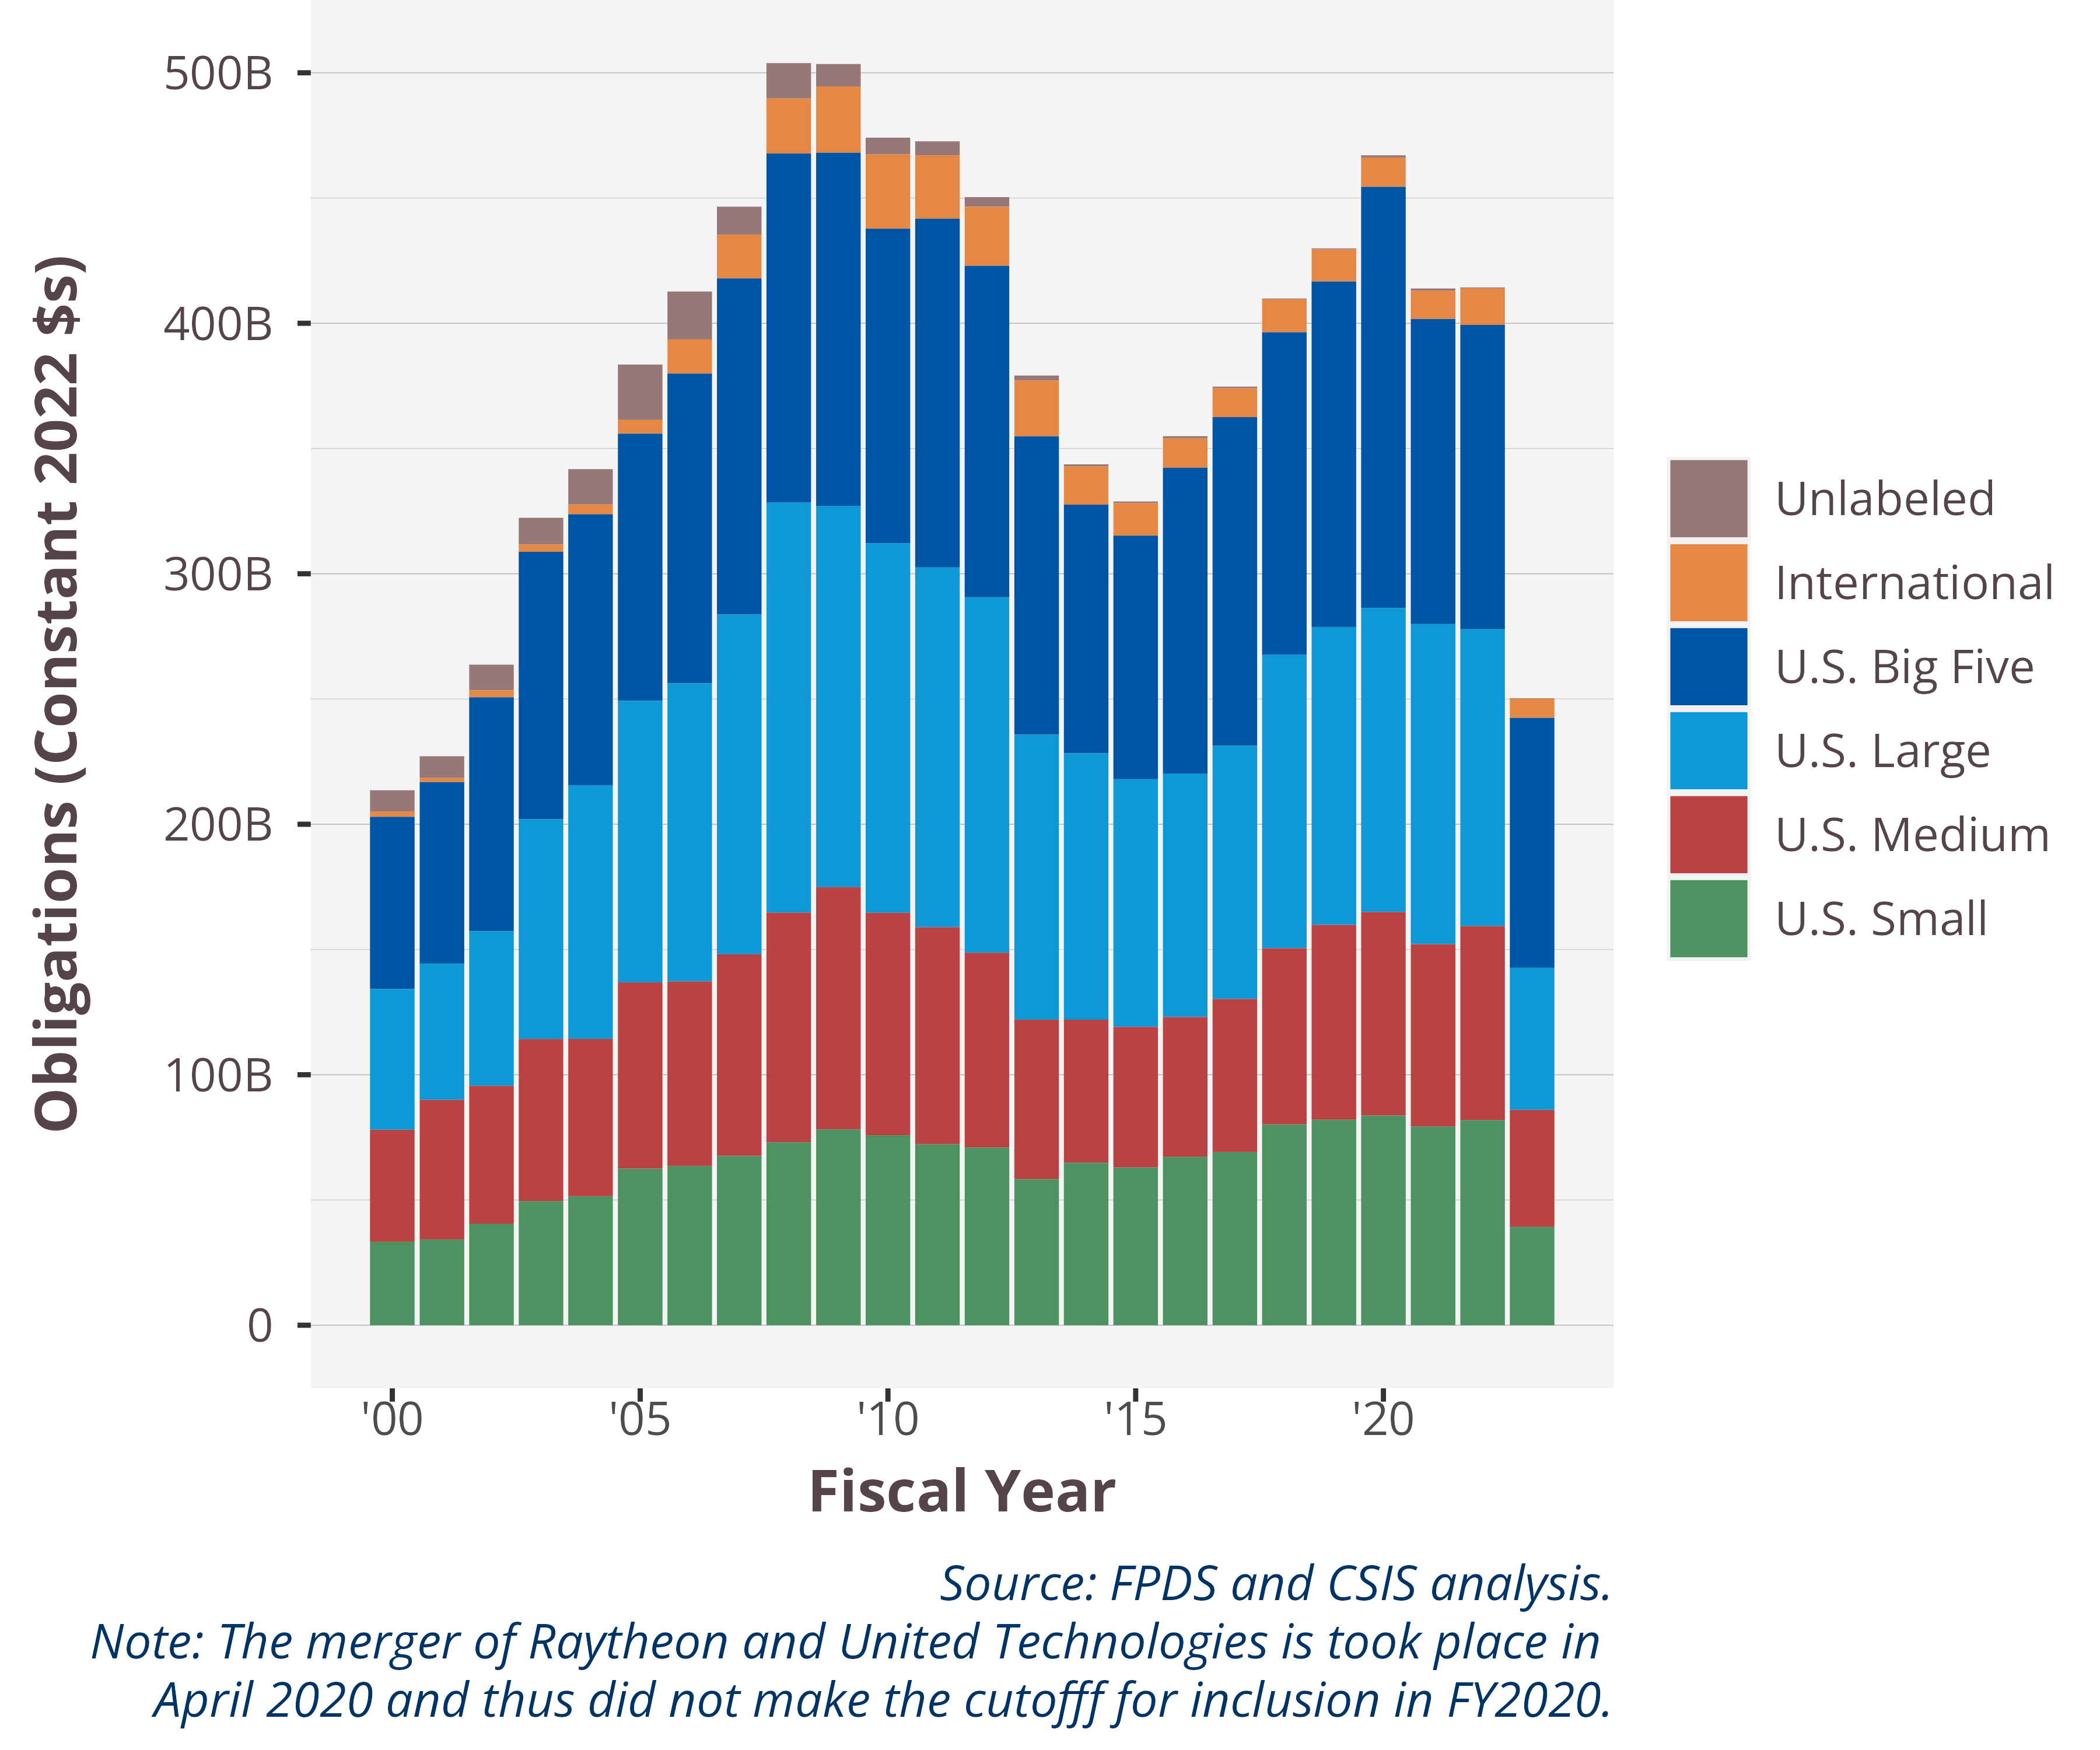 Obligations (Constant 2022 $s)
500B
400B
300B
200B
100B
0
'00
'05
'10
'15
'20
Fiscal Year
Unlabeled
International
U.S. Big Five
U.S. Large
U.S. Medium
U.S. Small
Source: FPDS and CSIS analysis.
Note: The merger of Raytheon and United Technologies is took place in
April 2020 and thus did not make the cutofff for inclusion in FY2020.